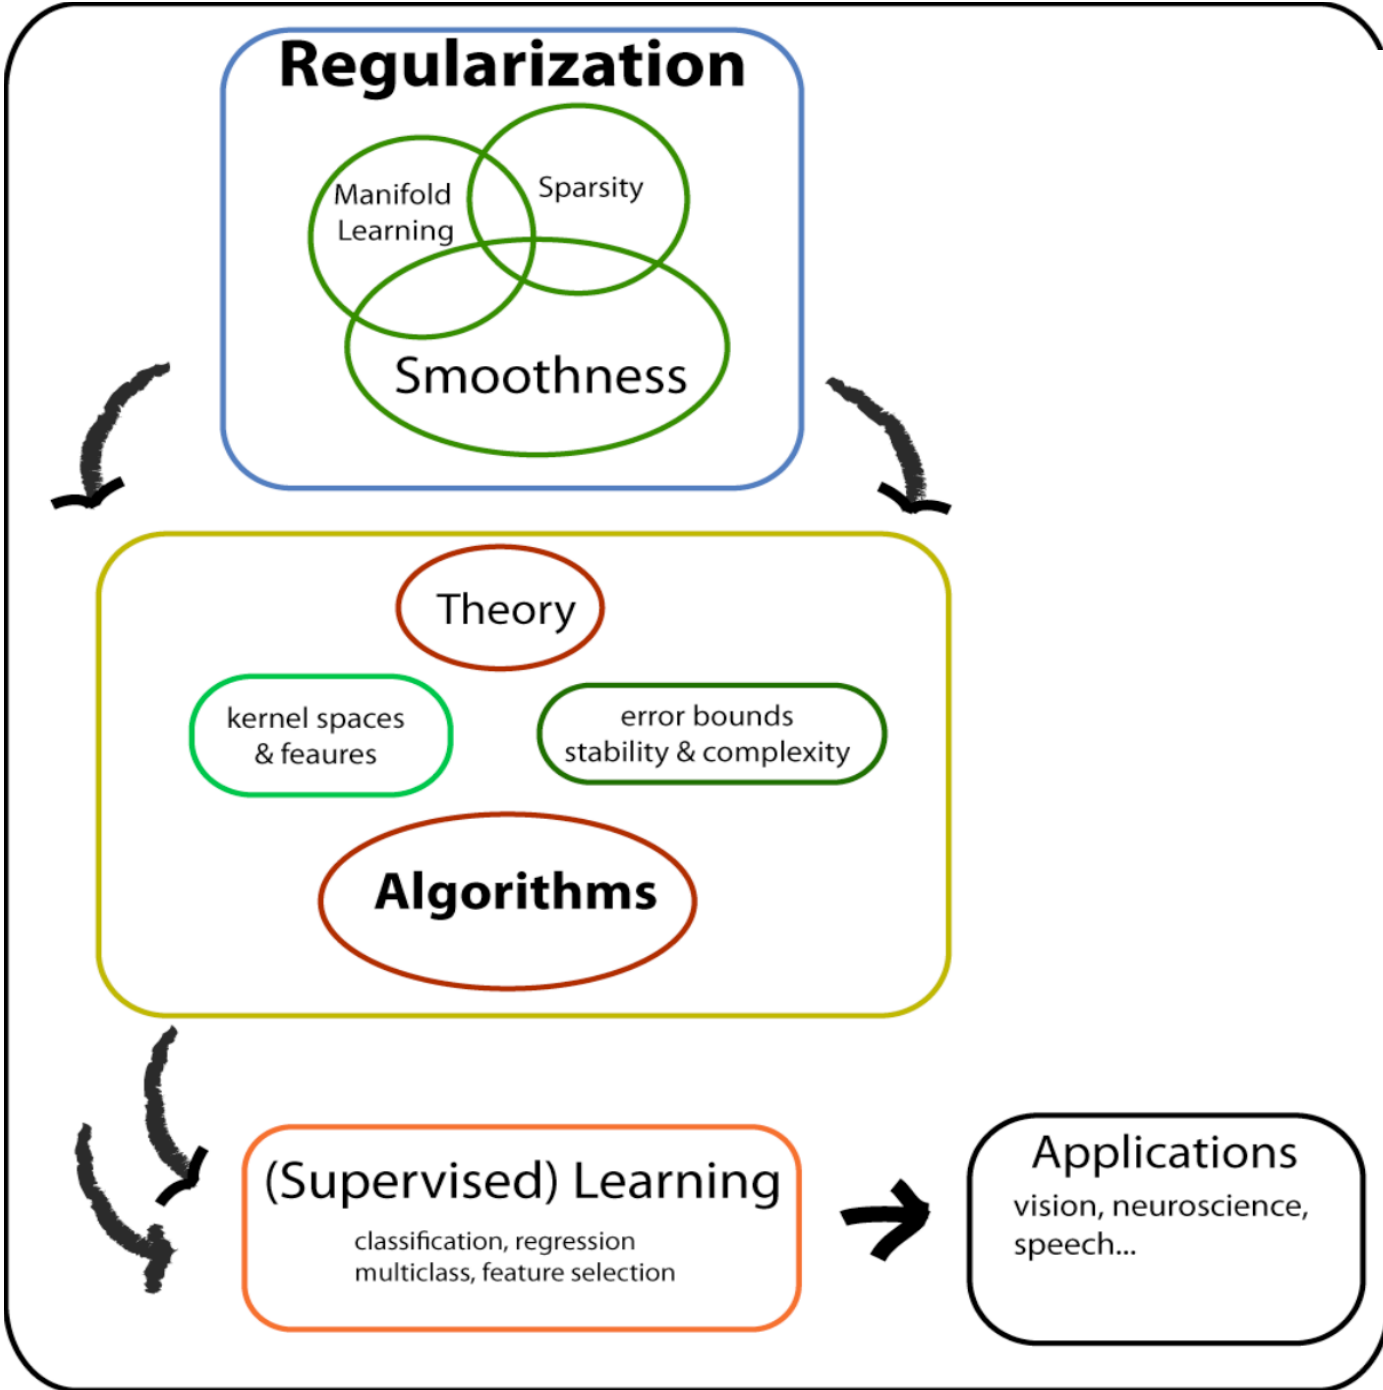 Regularization
Manifold
Learning
Sparsity
Smoothness
Theory
kernel spaces
& feaures
error bounds
stability & complexity
Algorithms
(Supervised) Learning
classification, regression
multiclass, feature selection
Applications
vision, neuroscience,
speech...